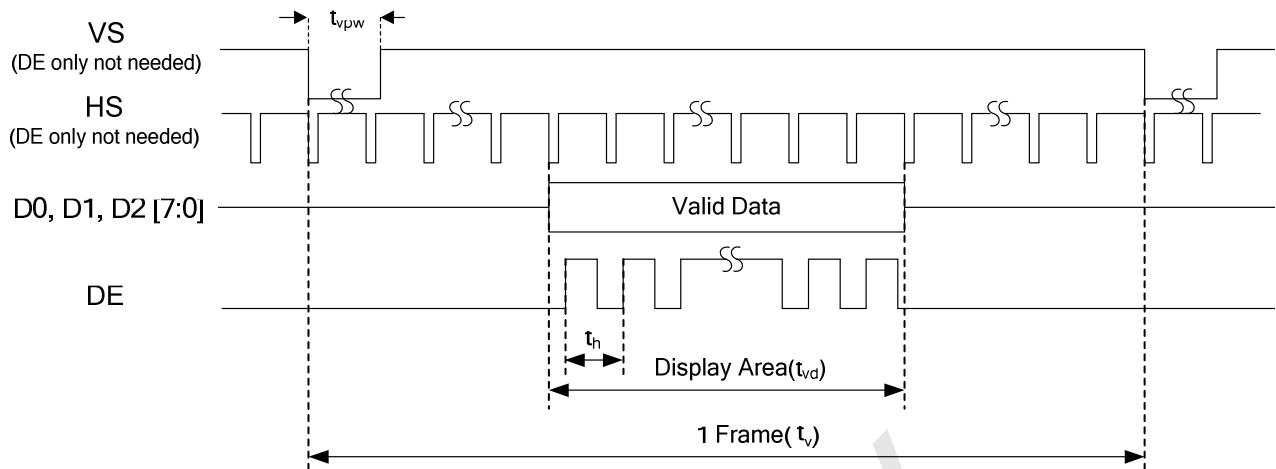 t_vpw
VS
(DE only not needed)
HS
(DE only not needed)
D0, D1, D2 [7:0]
Valid Data
DE
t_h
Display Area(t_vd)
1 Frame( t_v)